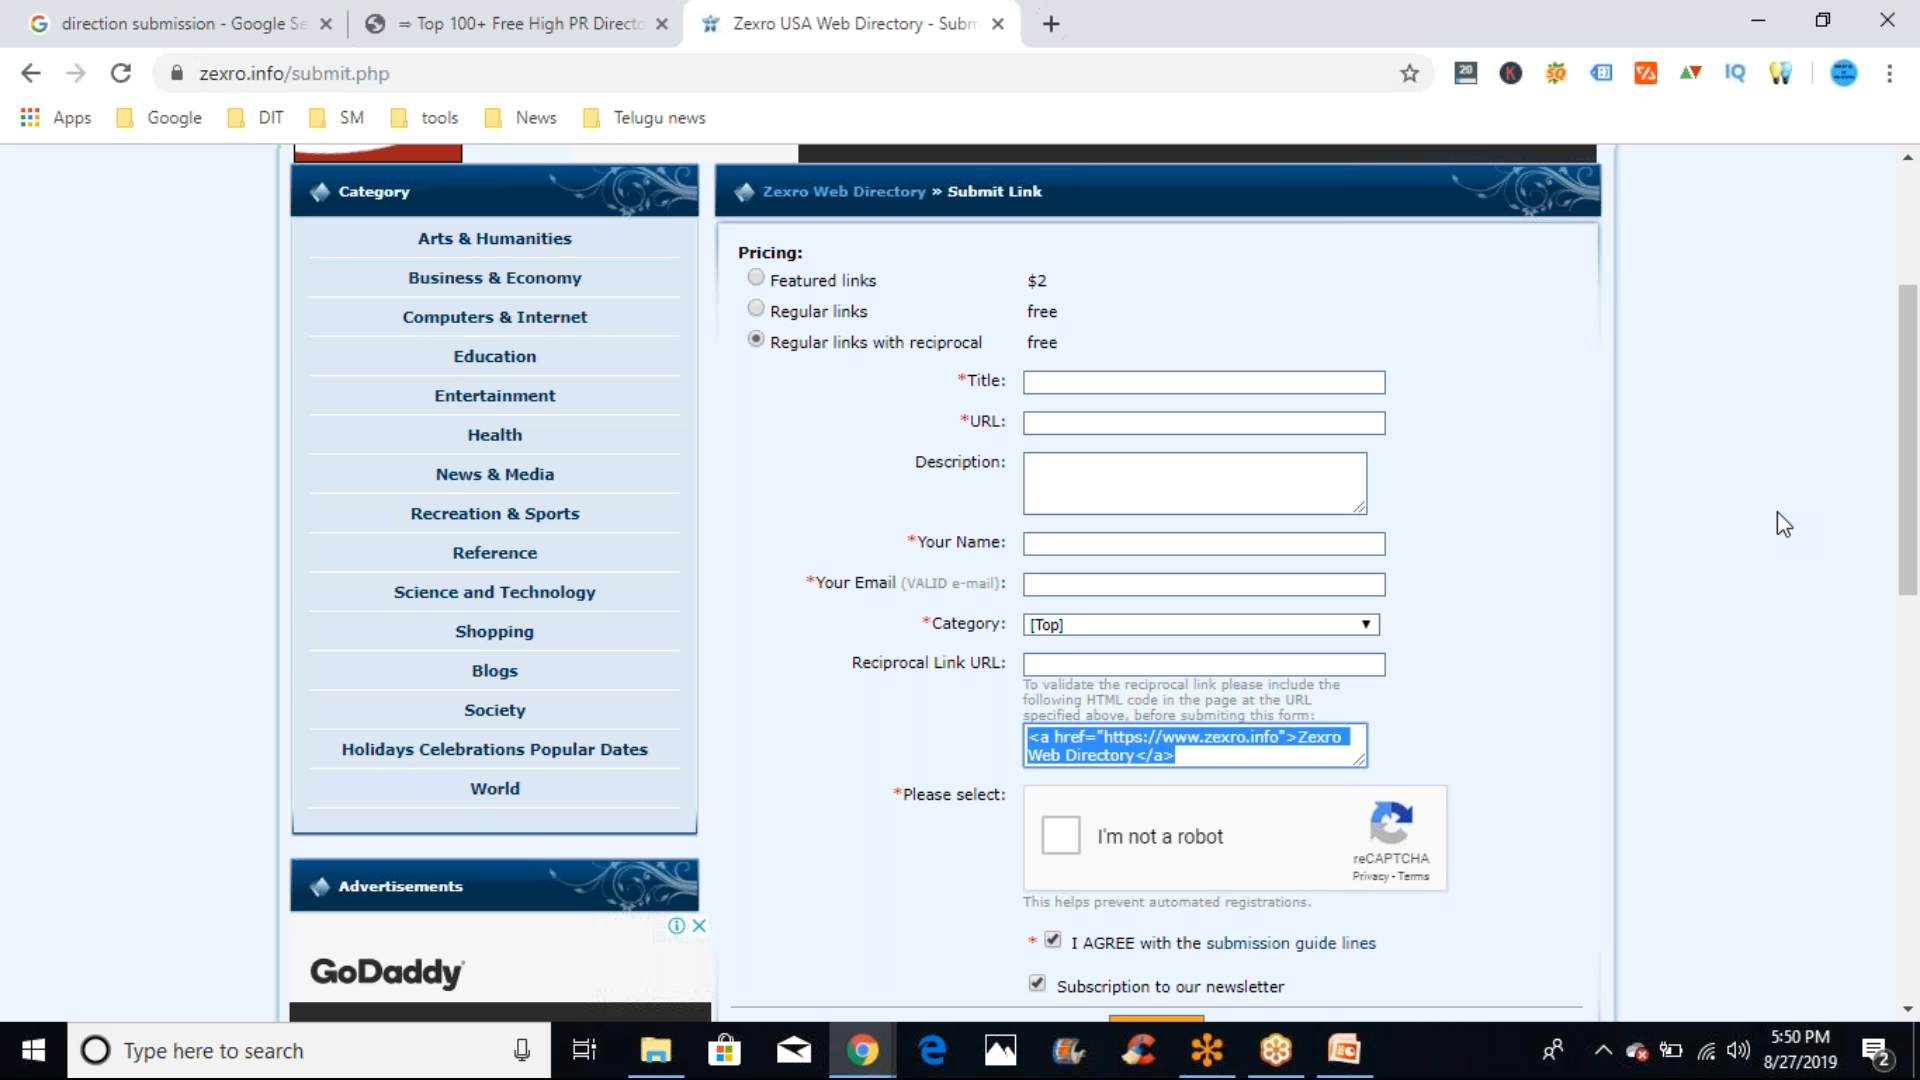 direction submission - Google Se
⇒ Top 100+ Free High PR Directo
Zexro USA Web Directory - Subm
zexro.info/submit.php
20
K
SQ
IQ
Apps
Google
DIT
SM
tools
News
Telugu news
Category
Arts & Humanities
Business & Economy
Computers & Internet
Education
Entertainment
Health
News & Media
Recreation & Sports
Reference
Science and Technology
Shopping
Blogs
Society
Holidays Celebrations Popular Dates
World
Advertisements
GoDaddy
Zexro Web Directory » Submit Link
Pricing:
Featured links $2
Regular links free
Regular links with reciprocal free
*Title:
*URL:
Description:
*Your Name:
*Your Email (VALID e-mail):
*Category: [Top]
Reciprocal Link URL:
To validate the reciprocal link please include the
following HTML code in the page at the URL
specified above, before submiting this form:
<a href="https://www.zexro.info">Zexro
Web Directory</a>
*Please select:
I'm not a robot
reCAPTCHA
Privacy - Terms
This helps prevent automated registrations.
* I AGREE with the submission guide lines
Subscription to our newsletter
Type here to search
5:50 PM
8/27/2019
2